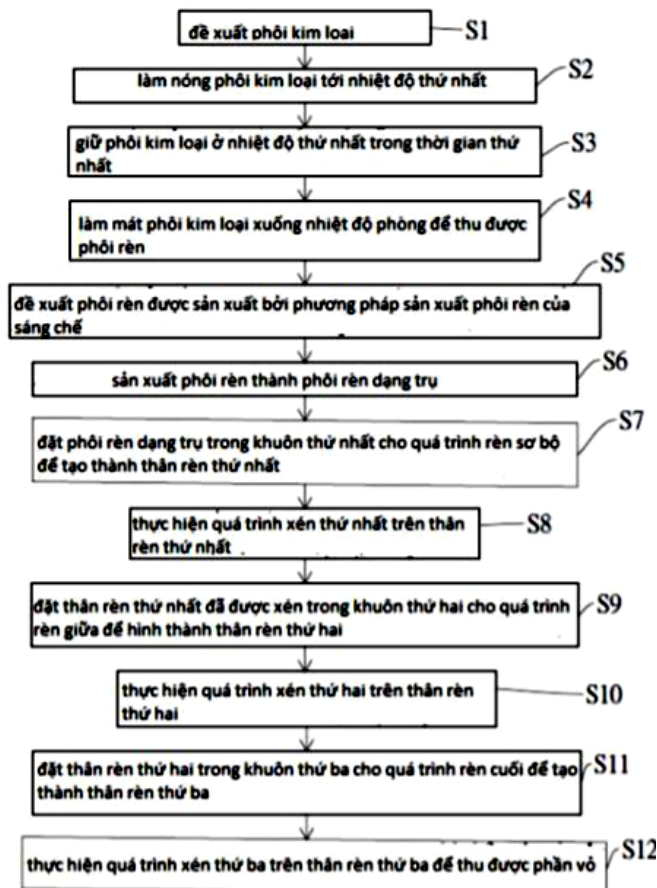 đề xuất phôi kim loại
S1
làm nóng phôi kim loại tới nhiệt độ thứ nhất
S2
giữ phôi kim loại ở nhiệt độ thứ nhất trong thời gian thứ
nhất
S3
làm mát phôi kim loại xuống nhiệt độ phòng để thu được
phôi rèn
S4
đề xuất phôi rèn được sản xuất bởi phương pháp sản xuất phôi rèn của
sáng chế
S5
sản xuất phôi rèn thành phôi rèn dạng trụ
S6
đặt phôi rèn dạng trụ trong khuôn thứ nhất cho quá trình rèn sơ bộ
để tạo thành thân rèn thứ nhất
S7
thực hiện quá trình xén thứ nhất trên thân
rèn thứ nhất
S8
đặt thân rèn thứ nhất đã được xén trong khuôn thứ hai cho quá trình
rèn giữa để hình thành thân rèn thứ hai
S9
thực hiện quá trình xén thứ hai trên thân rèn
thứ hai
S10
đặt thân rèn thứ hai trong khuôn thứ ba cho quá trình rèn cuối để tạo
thành thân rèn thứ ba
S11
thực hiện quá trình xén thứ ba trên thân rèn thứ ba để thu được phần vỏ
S12